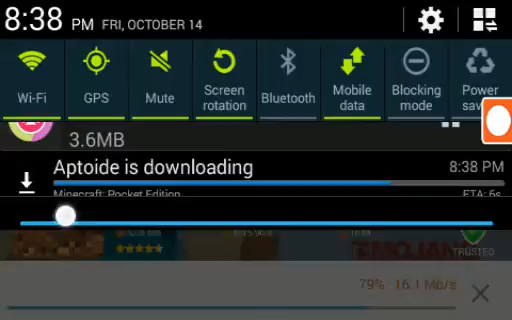 8:38 PM FRI, OCTOBER 14
Wi-Fi GPS Mute Screen rotation Bluetooth Mobile data Blocking mode Power
3.6MB
Aptoide is downloading 8:38 PM
Minecraft: Pocket Edition ETA: 6s
TRUSTED
79% 16.1 Mb/s